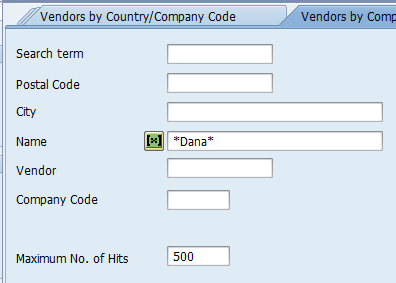 Vendors by Country/Company Code
Vendors by Comp
Search term
Postal Code
City
Name *Dana*
Vendor
Company Code
Maximum No. of Hits 500